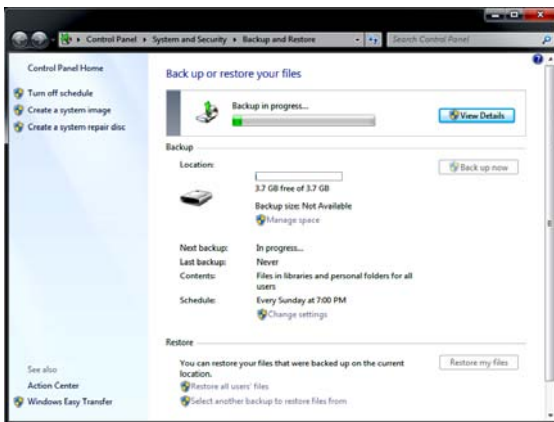 Control Panel ▸ System and Security ▸ Backup and Restore
Search Control Panel
Control Panel Home
Turn off schedule
Create a system image
Create a system repair disc
See also
Action Center
Windows Easy Transfer
Back up or restore your files
Backup in progress...
View Details
Backup
Location:
3.7 GB free of 3.7 GB
Backup size: Not Available
Manage space
Back up now
Next backup: In progress...
Last backup: Never
Contents: Files in libraries and personal folders for all
users
Schedule: Every Sunday at 7:00 PM
Change settings
Restore
You can restore your files that were backed up on the current
location.
Restore my files
Restore all users' files
Select another backup to restore files from